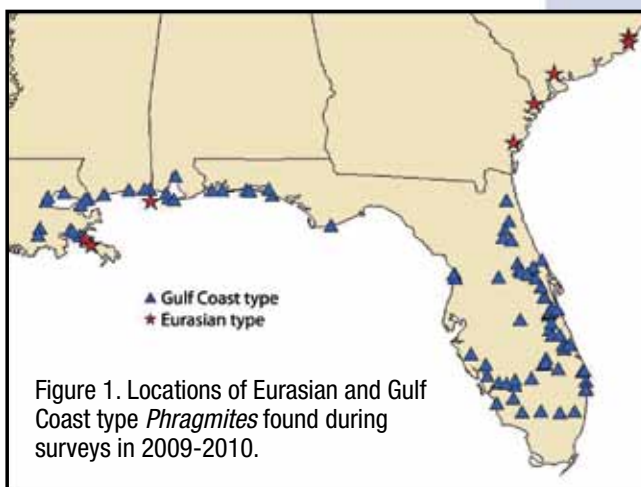 Gulf Coast type
Eurasian type
Figure 1. Locations of Eurasian and Gulf
Coast type Phragmites found during
surveys in 2009-2010.